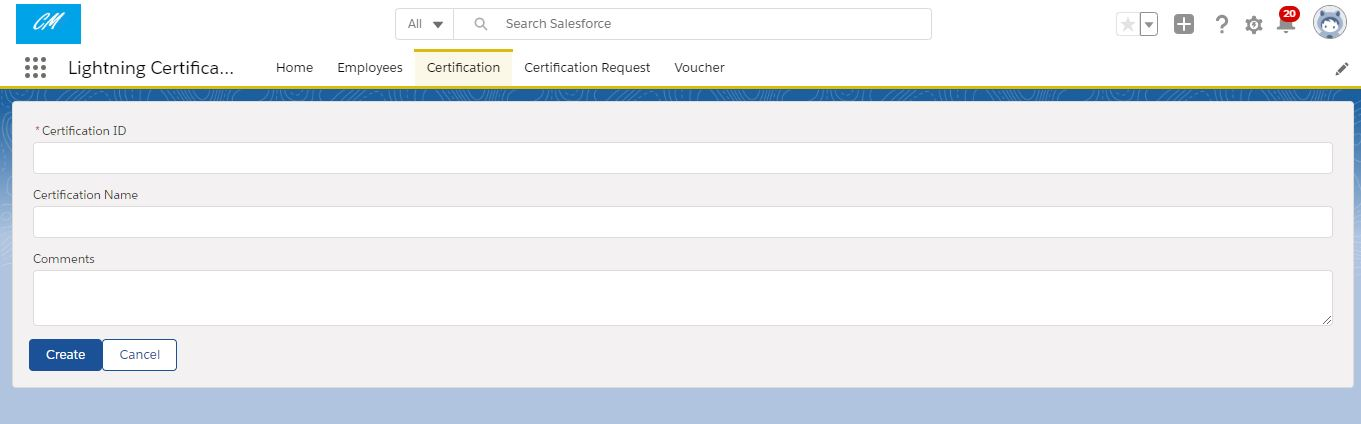 CM
All
Search Salesforce
20
Lightning Certifica...
Home
Employees
Certification
Certification Request
Voucher
*Certification ID
Certification Name
Comments
Create
Cancel